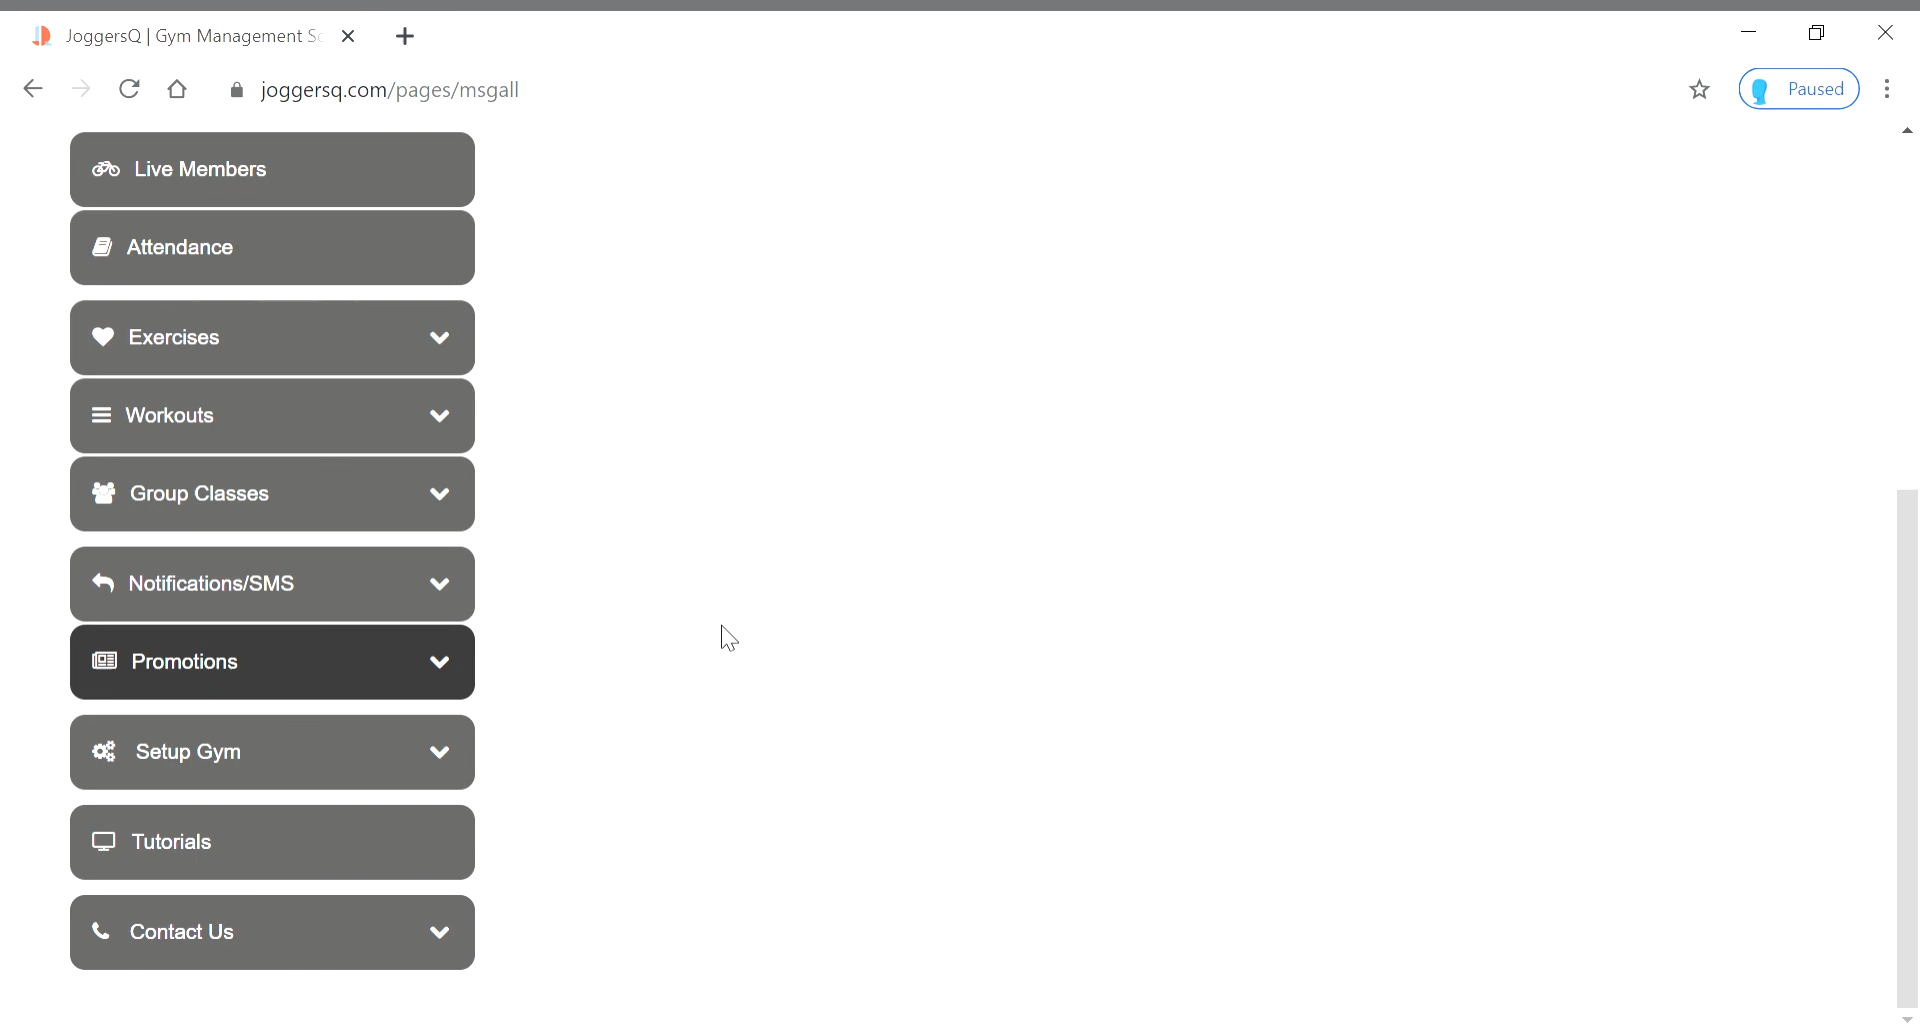 JoggersQ | Gym Management Sc
joggersq.com/pages/msgall
Paused
Live Members
Attendance
Exercises
Workouts
Group Classes
Notifications/SMS
Promotions
Setup Gym
Tutorials
Contact Us